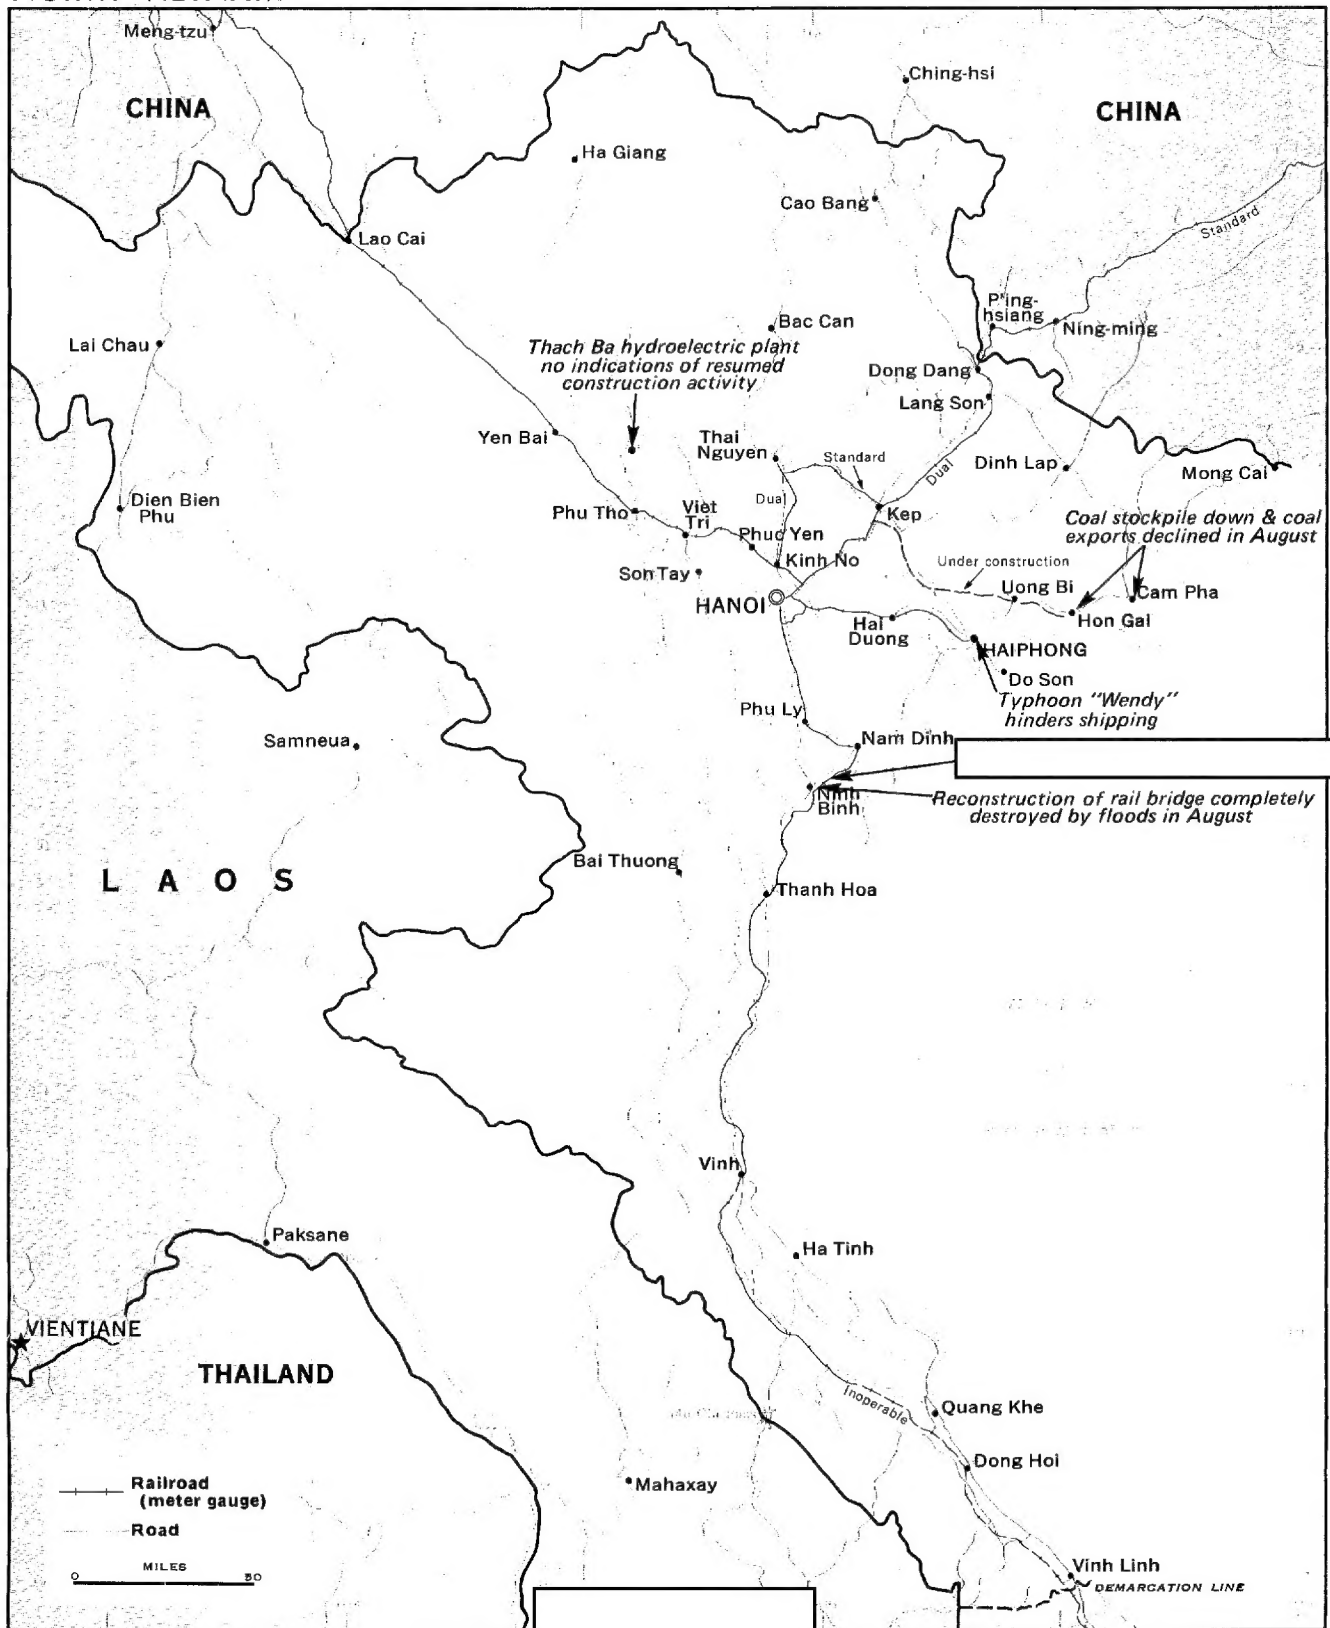 Meng-tzu
CHINA
Ching-hsi
CHINA
Ha Giang
Cao Bang
Standard
Lao Cai
P'ing-
hsiang
Ning-ming
Bac Can
Lai Chau
Thach Ba hydroelectric plant
no indications of resumed
construction activity
Dong Dang
Lang Son
Yen Bai
Thai
Nguyen
Standard
Dual
Dinh Lap
Mong Cai
Dien Bien
Phu
Dual
Phu Tho
Viet
Tri
Kep
Coal stockpile down & coal
exports declined in August
Phuc Yen
Kinh No
Under construction
Son Tay
Uong Bi
Cam Pha
HANOI
Hon Gai
Hai
Duong
HAIPHONG
Do Son
Typhoon "Wendy"
hinders shipping
Phu Ly
Nam Dinh
Samneua
Ninh
Binh
Reconstruction of rail bridge completely
destroyed by floods in August
Bai Thuong
LAOS
Thanh Hoa
Vinh
Paksane
Ha Tinh
VIENTIANE
THAILAND
Inoperable
Quang Khe
Dong Hoi
Mahaxay
Railroad
(meter gauge)
Road
MILES
0 50
Vinh Linh
DEMARCATION LINE